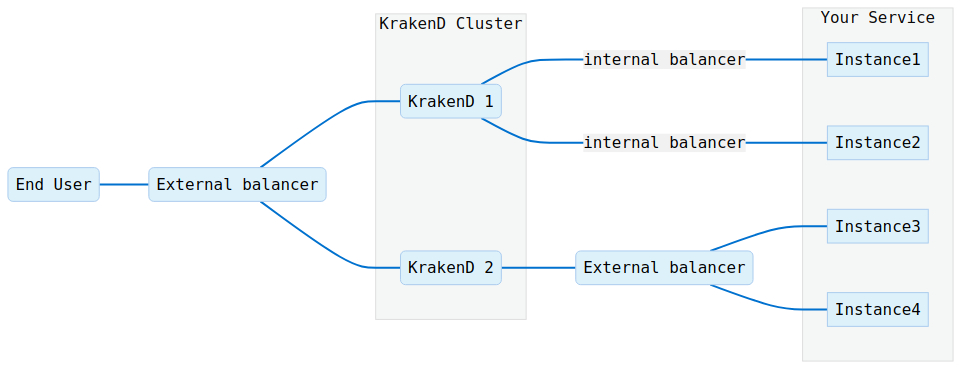 KrakenD Cluster
Your Service
internal balancer
Instance1
KrakenD 1
internal balancer
Instance2
End User
External balancer
Instance3
KrakenD 2
External balancer
Instance4